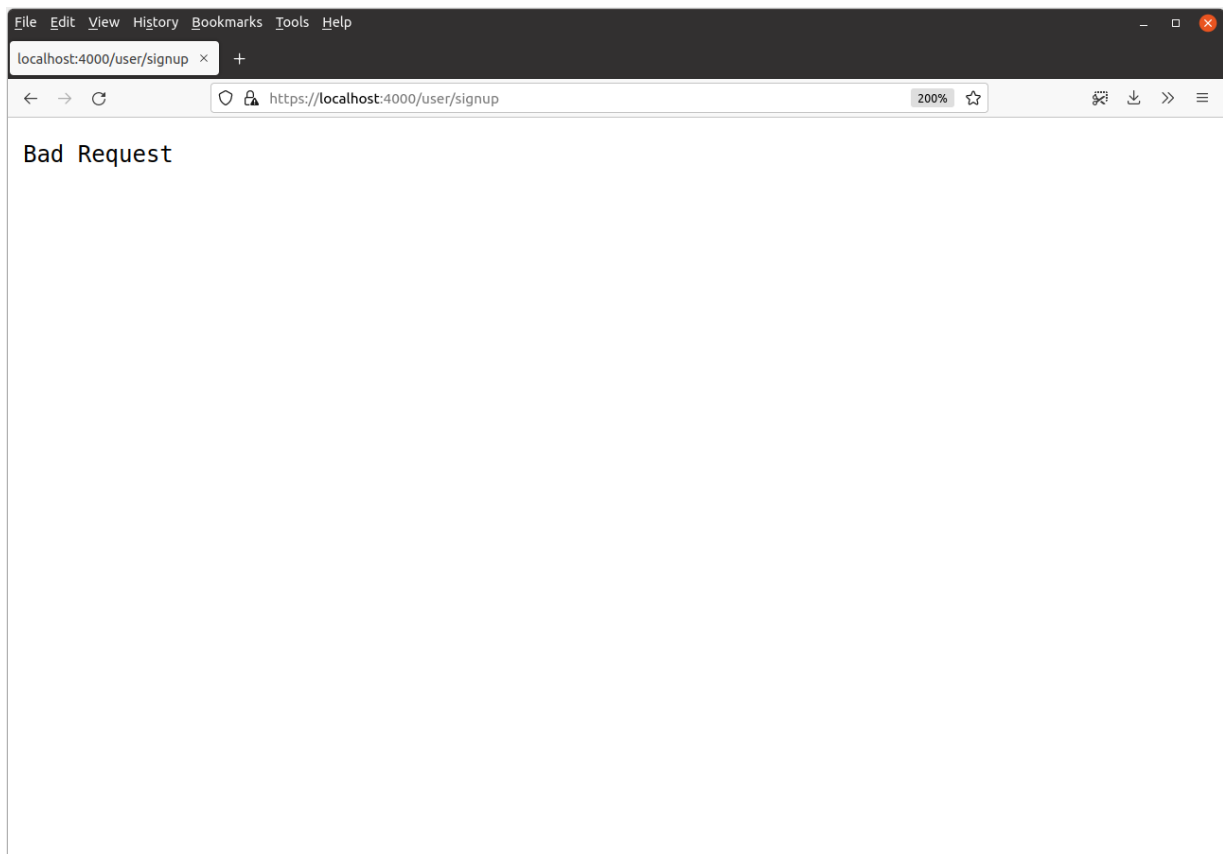 File Edit View History Bookmarks Tools Help
localhost:4000/user/signup
https://localhost:4000/user/signup 200%
Bad Request